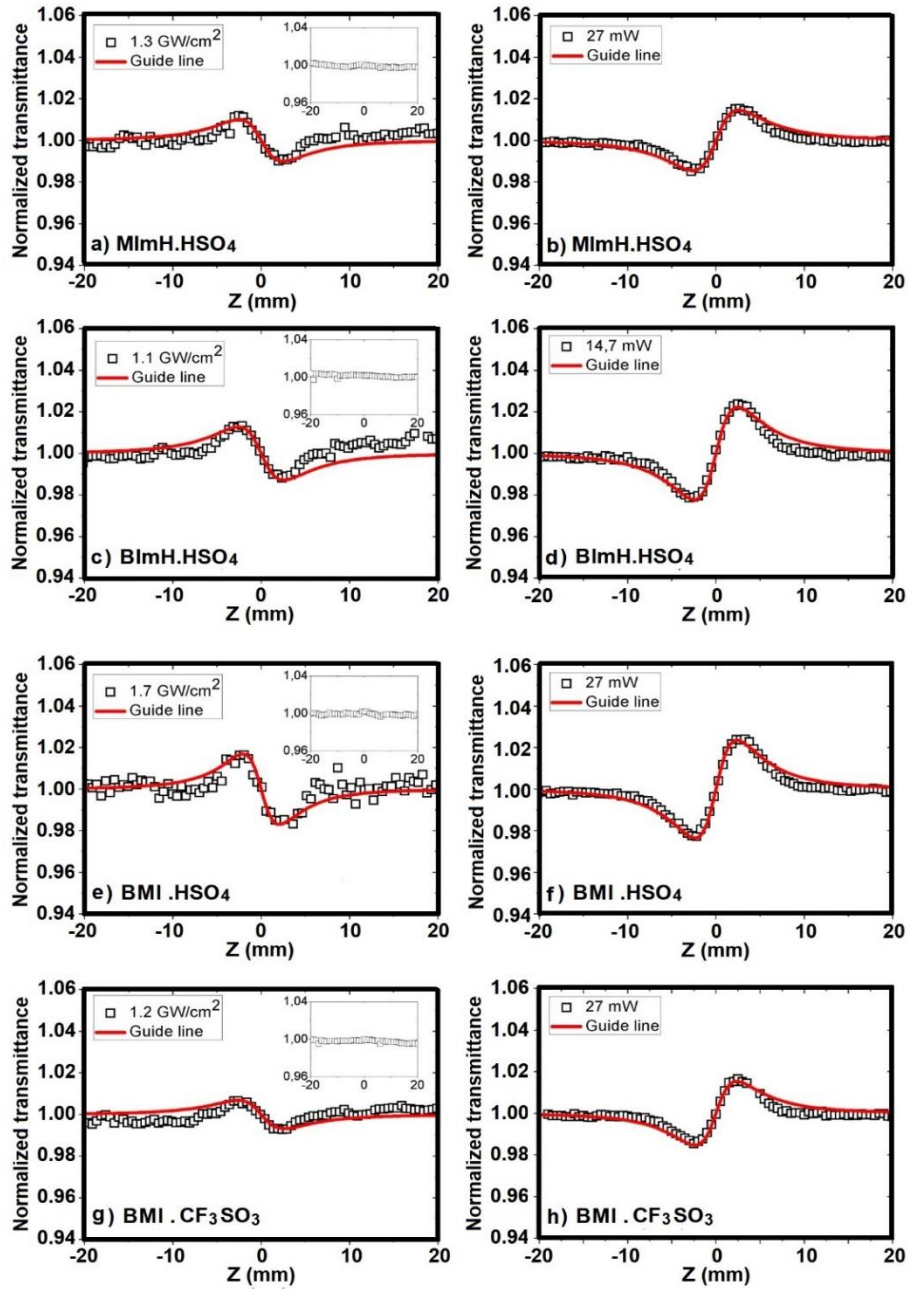 Normalized transmittance
1.06
1.04
1.02
1.00
0.98
0.96
0.94
1.3 GW/cm²
Guide line
1,04
1.00
0,96
-20 0 20
a) MImH.HSO₄
-20 -10 0 10 20
Z (mm)
Normalized transmittance
1.06
1.04
1.02
1.00
0.98
0.96
0.94
27 mW
Guide line
b) MImH.HSO₄
-20 -10 0 10 20
Z (mm)
Normalized transmittance
1.06
1.04
1.02
1.00
0.98
0.96
0.94
1.1 GW/cm²
Guide line
1,04
1.00
0,96
-20 0 20
c) BImH.HSO₄
-20 -10 0 10 20
Z (mm)
Normalized transmittance
1.06
1.04
1.02
1.00
0.98
0.96
0.94
14,7 mW
Guide line
d) BImH.HSO₄
-20 -10 0 10 20
Z (mm)
Normalized transmittance
1.06
1.04
1.02
1.00
0.98
0.96
0.94
1.7 GW/cm²
Guide line
1,04
1.00
0,96
-20 0 20
e) BMI .HSO₄
-20 -10 0 10 20
Z (mm)
Normalized transmittance
1.06
1.04
1.02
1.00
0.98
0.96
0.94
27 mW
Guide line
f) BMI .HSO₄
-20 -10 0 10 20
Z (mm)
Normalized transmittance
1.06
1.04
1.02
1.00
0.98
0.96
0.94
1.2 GW/cm²
Guide line
1,04
1.00
0,96
-20 0 20
g) BMI . CF₃SO₃
-20 -10 0 10 20
Z (mm)
Normalized transmittance
1.06
1.04
1.02
1.00
0.98
0.96
0.94
27 mW
Guide line
h) BMI . CF₃SO₃
-20 -10 0 10 20
Z (mm)